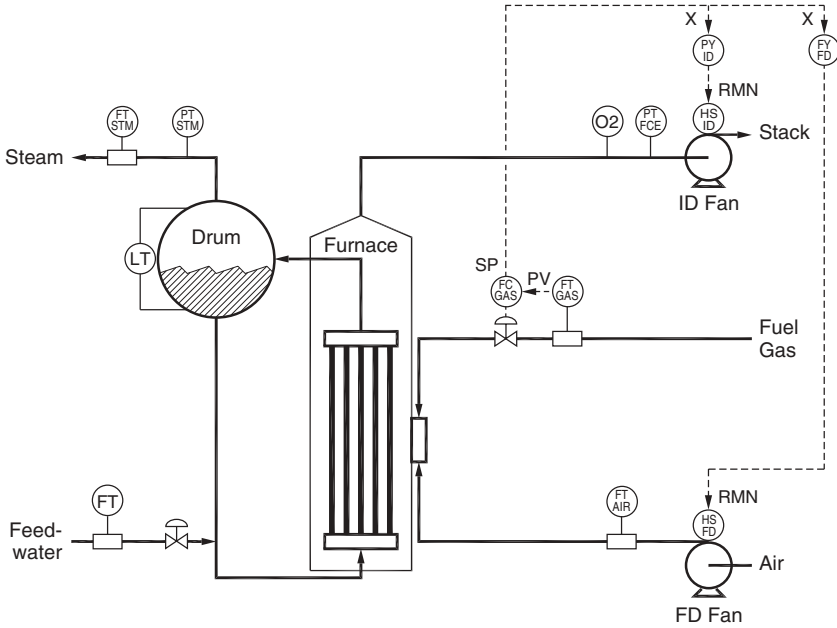 X
X
PY
ID
FY
FD
RMN
FT
STM
PT
STM
O2
PT
FCE
HS
ID
Stack
Steam
ID Fan
Drum
Furnace
LT
SP
PV
FC
GAS
FT
GAS
Fuel
Gas
FT
FT
AIR
RMN
HS
FD
Feed-
water
Air
FD Fan